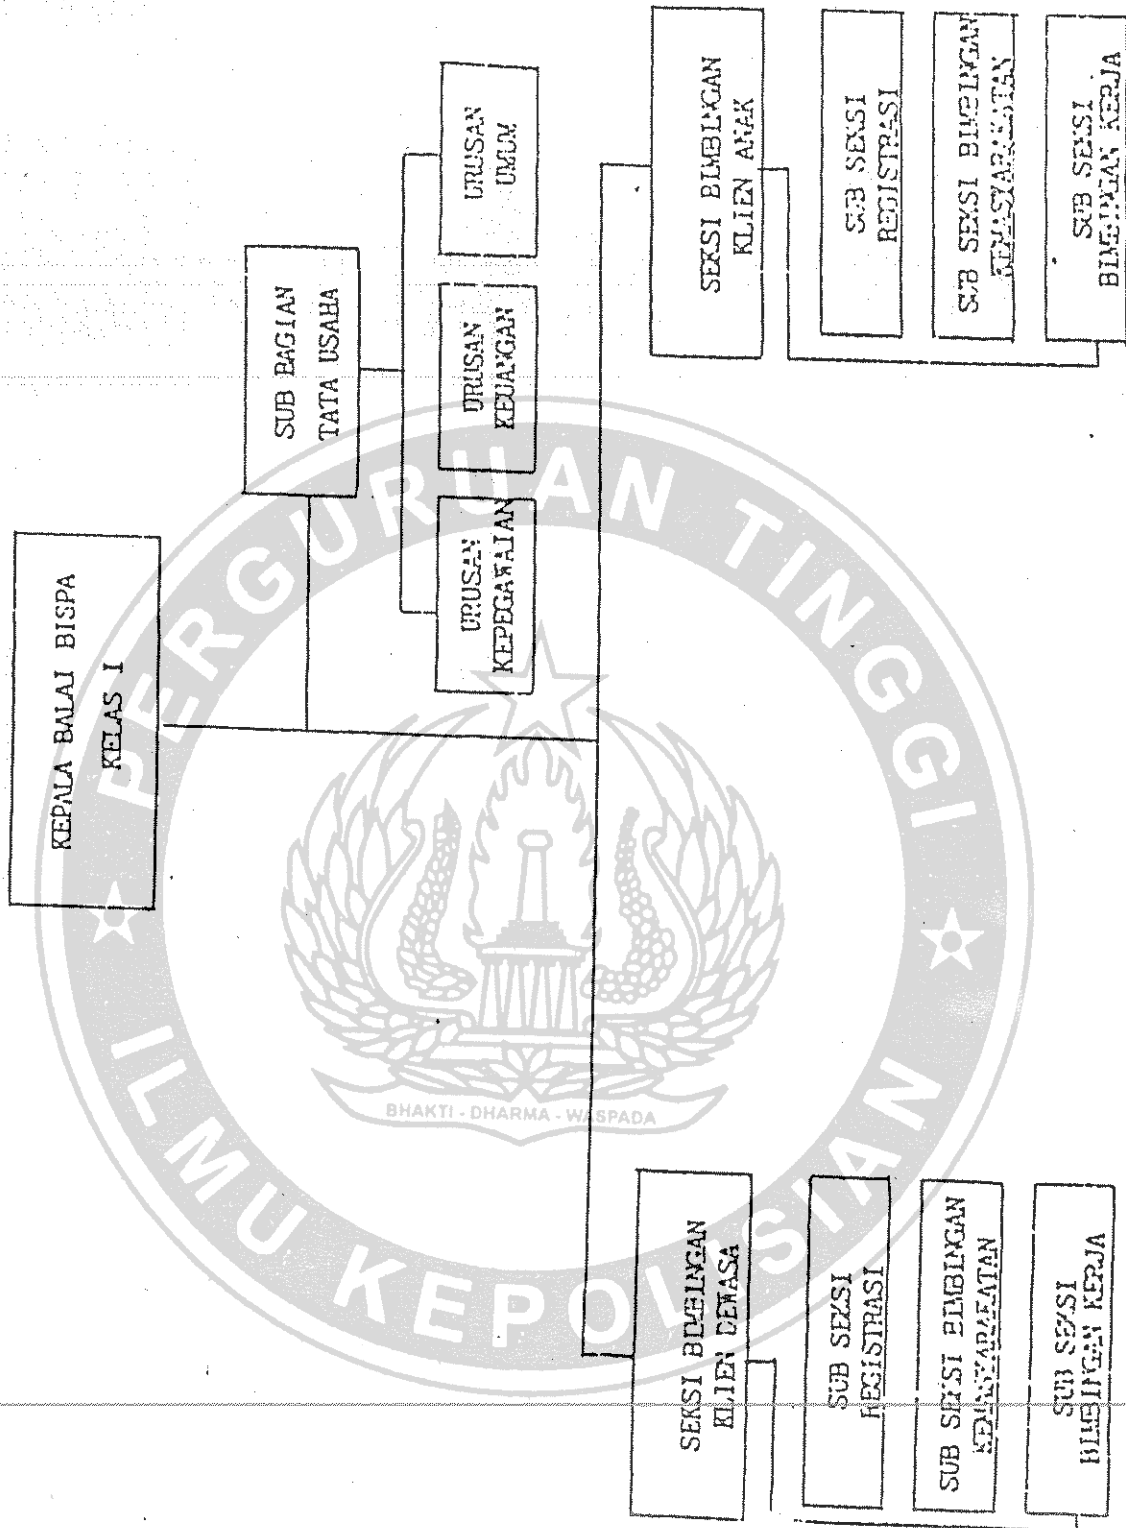 KEPALA BALAI BISPA
KELAS I
SUB BAGIAN
TATA USAHA
URUSAN
KEPEGAWAIAN
URUSAN
KEUANGAN
URUSAN
UMUM
SEKSI BIMBINGAN
KLIEN DEWASA
SUB SEKSI
REGISTRASI
SUB SEKSI BIMBINGAN
KEMASYARAKATAN
SUB SEKSI
BIMBINGAN KERJA
SEKSI BIMBINGAN
KLIEN ANAK
SUB SEKSI
REGISTRASI
SUB SEKSI BIMBINGAN
KEMASYARAKATAN
SUB SEKSI
BIMBINGAN KERJA
PERGURUAN TINGGI
ILMU KEPOLISIAN
BHAKTI - DHARMA - WASPADA